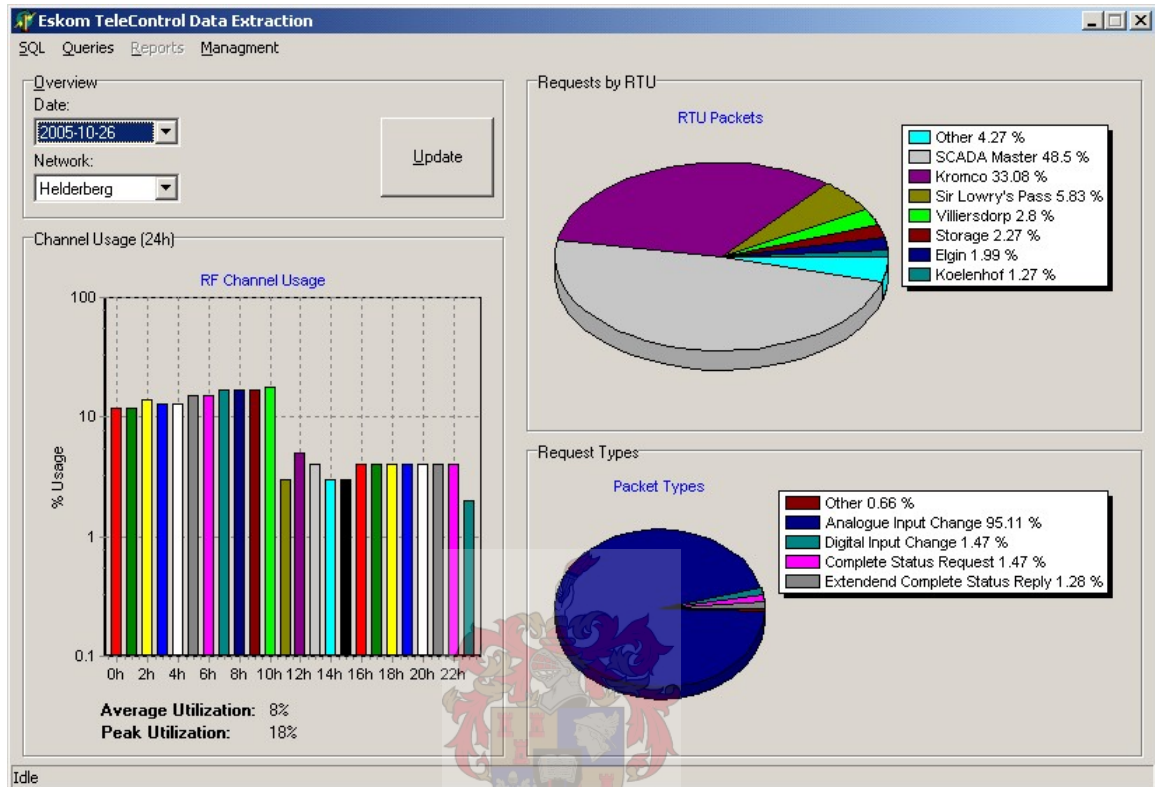 Eskom TeleControl Data Extraction
SQL Queries Reports Managment
Overview
Date:
2005-10-26
Network:
Helderberg
Update
Channel Usage (24h)
RF Channel Usage
% Usage
100
10
1
0.1
0h 2h 4h 6h 8h 10h 12h 14h 16h 18h 20h 22h
Average Utilization: 8%
Peak Utilization: 18%
Requests by RTU
RTU Packets
Other 4.27 %
SCADA Master 48.5 %
Kromco 33.08 %
Sir Lowry's Pass 5.83 %
Villiersdorp 2.8 %
Storage 2.27 %
Elgin 1.99 %
Koelenhof 1.27 %
Request Types
Packet Types
Other 0.66 %
Analogue Input Change 95.11 %
Digital Input Change 1.47 %
Complete Status Request 1.47 %
Extendend Complete Status Reply 1.28 %
Idle